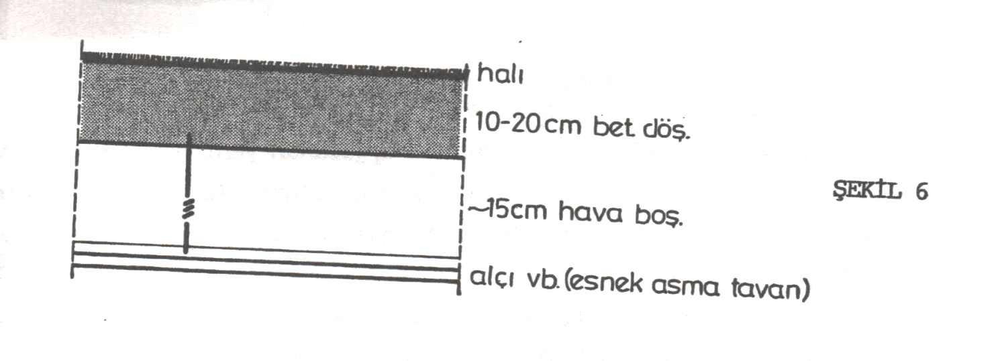 halı
10-20cm bet. döş.
ŞEKİL 6
~15cm hava boş.
alçı vb. (esnek asma tavan)